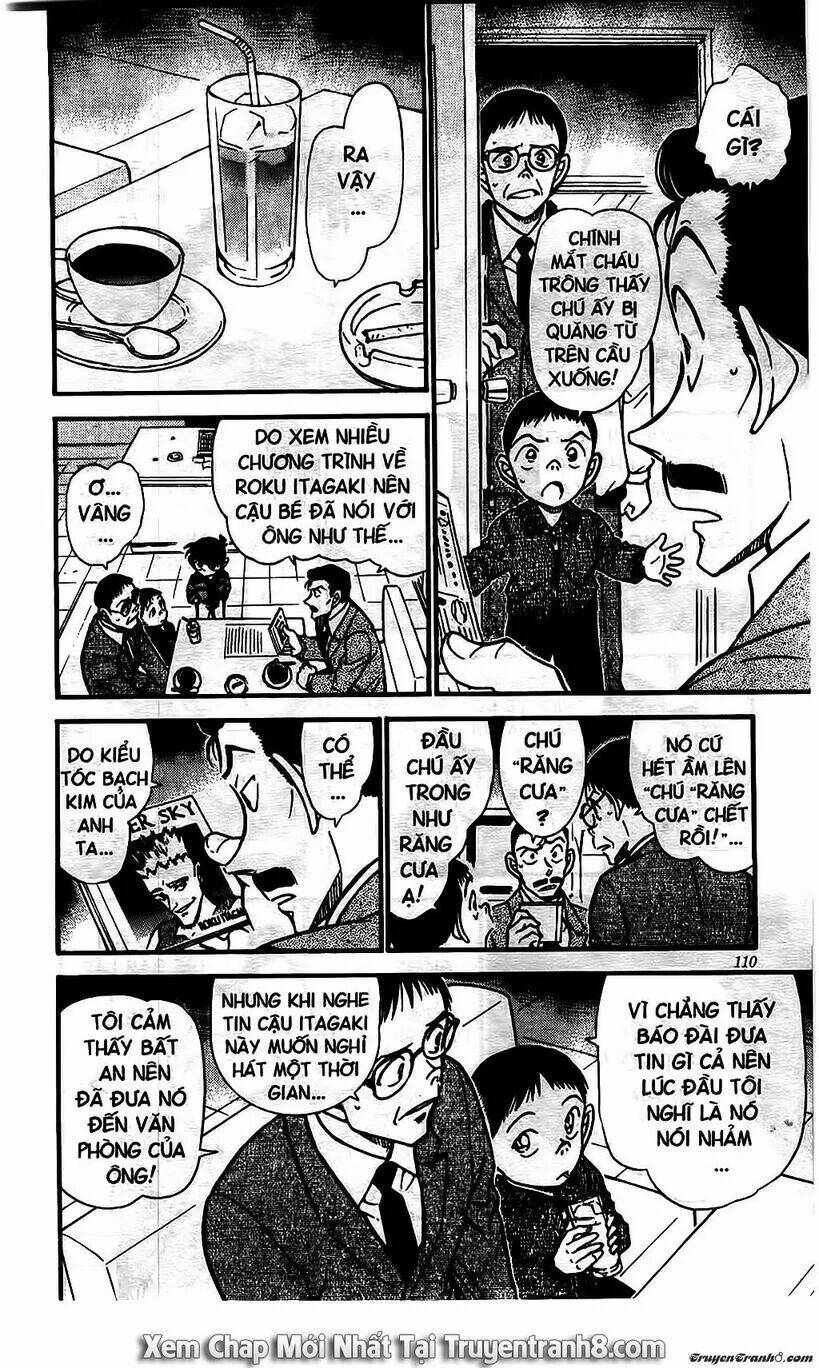 CÁI
GÌ?
CHÍNH
MẮT CHÁU
TRÔNG THẤY
CHÚ ẤY BỊ
QUĂNG TỪ
TRÊN CẦU
XUỐNG!
RA
VẬY
...
DO XEM NHIỀU
CHƯƠNG TRÌNH VỀ
ROKU ITAGAKI NÊN
CẬU BÉ ĐÃ NÓI VỚI
ÔNG NHƯ THẾ...
Ơ...
VÂNG
...
NÓ CỨ
HÉT ẦM LÊN
"CHÚ "RĂNG
CƯA" CHẾT
RỒI!"...
CHÚ
"RĂNG
CƯA"
?
ĐẦU
CHÚ ẤY
TRONG
NHƯ
RĂNG
CƯA
Ạ!
CÓ
THỂ
...
DO KIỂU
TÓC BẠCH
KIM CỦA
ANH
TA...
ER SKY
110
VÌ CHẲNG THẤY
BÁO ĐÀI ĐƯA
TIN GÌ CẢ NÊN
LÚC ĐẦU TÔI
NGHĨ LÀ NÓ
NÓI NHẢM
...
NHƯNG KHI NGHE
TIN CẬU ITAGAKI
NÀY MUỐN NGHỈ
HÁT MỘT THỜI
GIAN...
TÔI CẢM
THẤY BẤT
AN NÊN
ĐÃ ĐƯA NÓ
ĐẾN VĂN
PHÒNG CỦA
ÔNG!
Xem Chap Mới Nhất Tại Truyentranh8.com
TruyenTranh8.com